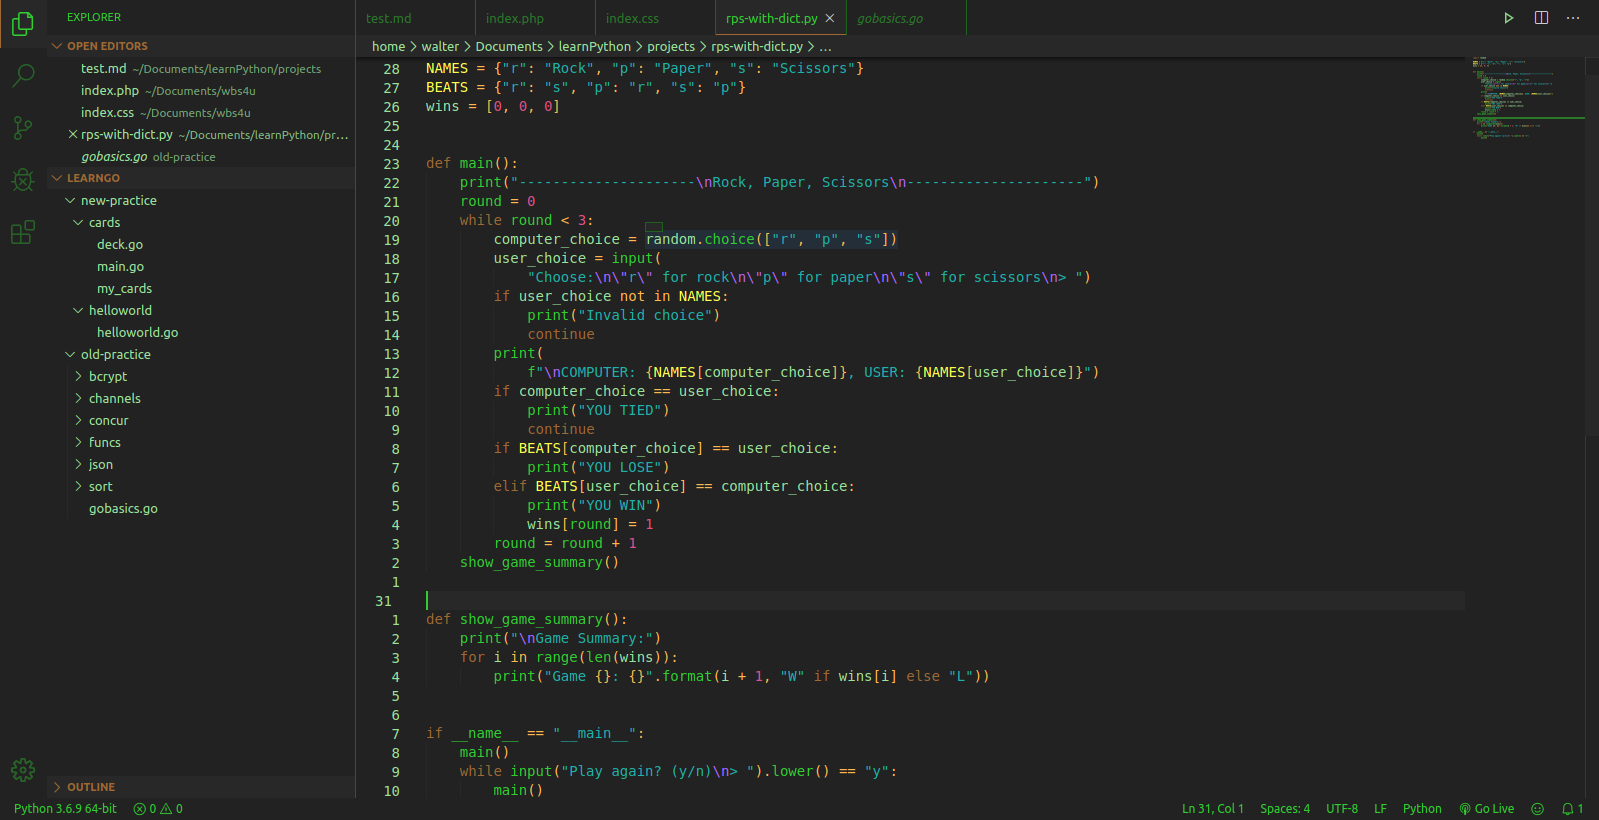 EXPLORER
OPEN EDITORS
test.md ~/Documents/learnPython/projects
index.php ~/Documents/wbs4u
index.css ~/Documents/wbs4u
rps-with-dict.py ~/Documents/learnPython/pr...
gobasics.go old-practice
LEARNGO
new-practice
cards
deck.go
main.go
my_cards
helloworld
helloworld.go
old-practice
bcrypt
channels
concur
funcs
json
sort
gobasics.go
OUTLINE
test.md index.php index.css rps-with-dict.py gobasics.go
home > walter > Documents > learnPython > projects > rps-with-dict.py > ...
28 NAMES = {"r": "Rock", "p": "Paper", "s": "Scissors"}
27 BEATS = {"r": "s", "p": "r", "s": "p"}
26 wins = [0, 0, 0]
25
24
23 def main():
22     print("---------------------\nRock, Paper, Scissors\n---------------------")
21     round = 0
20     while round < 3:
19         computer_choice = random.choice(["r", "p", "s"])
18         user_choice = input(
17             "Choose:\n\"r\" for rock\n\"p\" for paper\n\"s\" for scissors\n> ")
16         if user_choice not in NAMES:
15             print("Invalid choice")
14             continue
13         print(
12             f"\nCOMPUTER: {NAMES[computer_choice]}, USER: {NAMES[user_choice]}")
11         if computer_choice == user_choice:
10             print("YOU TIED")
9             continue
8         if BEATS[computer_choice] == user_choice:
7             print("YOU LOSE")
6         elif BEATS[user_choice] == computer_choice:
5             print("YOU WIN")
4             wins[round] = 1
3         round = round + 1
2     show_game_summary()
1
31
1 def show_game_summary():
2     print("\nGame Summary:")
3     for i in range(len(wins)):
4         print("Game {}: {}".format(i + 1, "W" if wins[i] else "L"))
5
6
7 if __name__ == "__main__":
8     main()
9     while input("Play again? (y/n)\n> ").lower() == "y":
10         main()
Python 3.6.9 64-bit 0 0 Ln 31, Col 1 Spaces: 4 UTF-8 LF Python Go Live 1